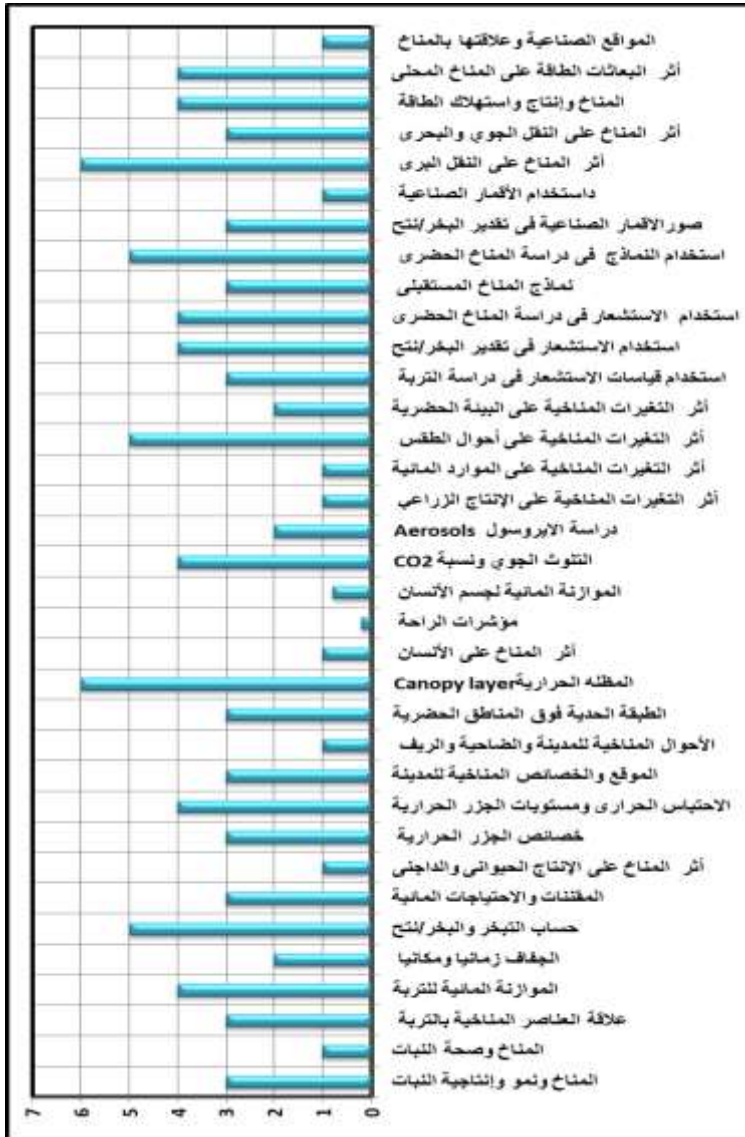 المواقع الصناعية وعلاقتها بالمناخ
أثر البعاثات الطاقة على المناخ المحلى
المناخ وإنتاج واستهلاك الطاقة
أثر المناخ على النقل الجوي والبحرى
أثر المناخ على النقل البرى
داستخدام الأقمار الصناعية
صور الاقمار الصناعية فى تقدير البخر/نتح
استخدام النماذج فى دراسة المناخ الحضرى
نماذج المناخ المستقبلى
استخدام الاستشعار فى دراسة المناخ الحضرى
استخدام الاستشعار فى تقدير البخر/نتح
استخدام قياسات الاستشعار فى دراسة التربة
أثر التغيرات المناخية على البيئة الحضرية
أثر التغيرات المناخية على أحوال الطقس
أثر التغيرات المناخية على الموارد المائية
أثر التغيرات المناخية على الإنتاج الزراعي
دراسة الايروسول Aerosols
التلوث الجوي ونسبة CO2
الموازنة المائية لجسم الأنسان
مؤشرات الراحة
أثر المناخ على الأنسان
المظله الحرارية Canopy layer
الطبقة الحدية فوق المناطق الحضرية
الأحوال المناخية للمدينة والضاحية والريف
الموقع والخصائص المناخية للمدينة
الاحتباس الحرارى ومستويات الجزر الحرارية
خصائص الجزر الحرارية
أثر المناخ على الإنتاج الحيوانى والداجنى
المقننات والاحتياجات المائية
حساب التبخر والبخر/نتح
الجفاف زمانيا ومكانيا
الموازنة المائية للتربة
علاقة العناصر المناخية بالتربة
المناخ وصحة النبات
المناخ ونمو وإنتاجية النبات
7 6 5 4 3 2 1 0